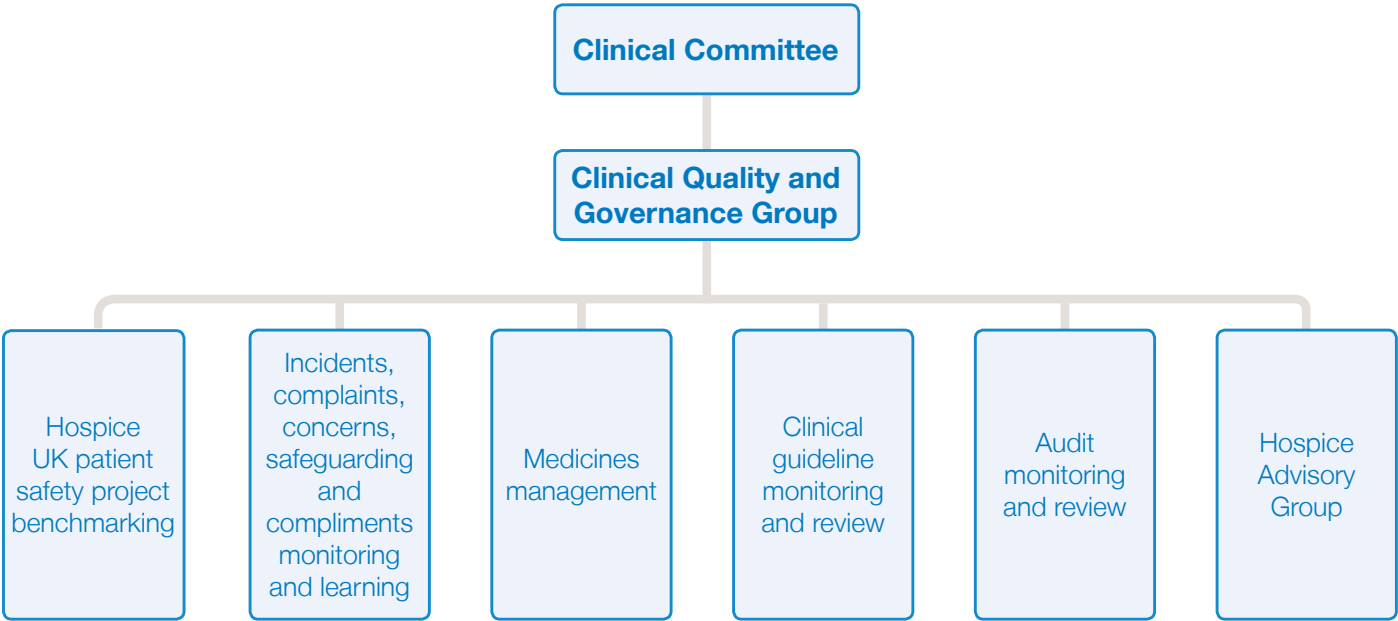 Clinical Committee
Clinical Quality and
Governance Group
Hospice
UK patient
safety project
benchmarking
Incidents,
complaints,
concerns,
safeguarding
and
compliments
monitoring
and learning
Medicines
management
Clinical
guideline
monitoring
and review
Audit
monitoring
and review
Hospice
Advisory
Group